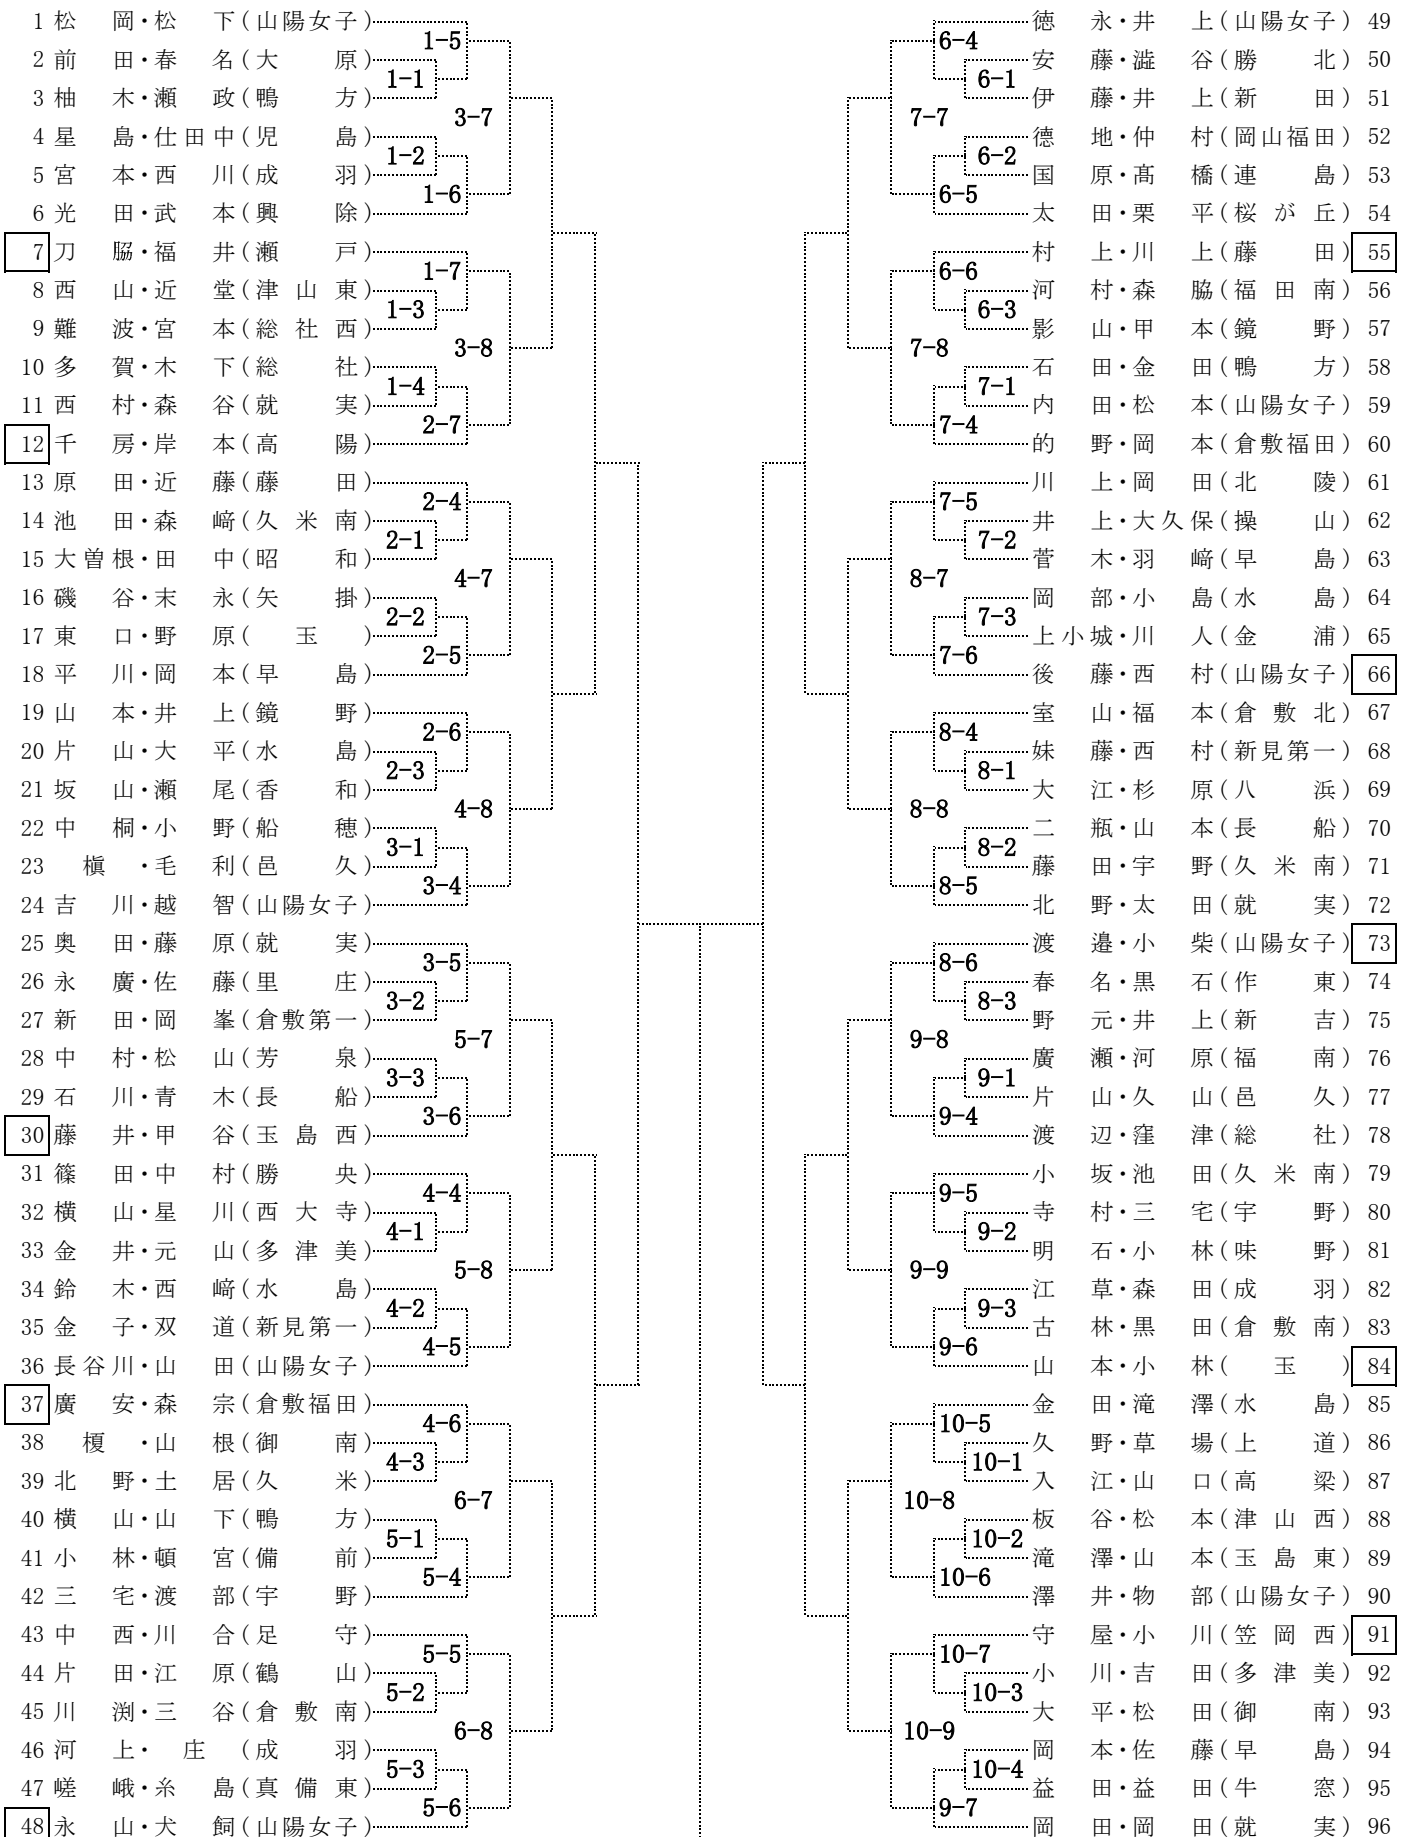 1 松岡・松下(山陽女子)
2 前田・春名(大原)
3 柚木・瀬政(鴨方)
4 星島・仕田中(児島)
5 宮本・西川(成羽)
6 光田・武本(興除)
7 刀脇・福井(瀬戸)
8 西山・近堂(津山東)
9 難波・宮本(総社西)
10 多賀・木下(総社)
11 西村・森谷(就実)
12 千房・岸本(高陽)
13 原田・近藤(藤田)
14 池田・森﨑(久米南)
15 大曽根・田中(昭和)
16 磯谷・末永(矢掛)
17 東口・野原(玉)
18 平川・岡本(早島)
19 山本・井上(鏡野)
20 片山・大平(水島)
21 坂山・瀬尾(香和)
22 中桐・小野(船穂)
23 槇・毛利(邑久)
24 吉川・越智(山陽女子)
25 奥田・藤原(就実)
26 永廣・佐藤(里庄)
27 新田・岡峯(倉敷第一)
28 中村・松山(芳泉)
29 石川・青木(長船)
30 藤井・甲谷(玉島西)
31 篠田・中村(勝央)
32 横山・星川(西大寺)
33 金井・元山(多津美)
34 鈴木・西﨑(水島)
35 金子・双道(新見第一)
36 長谷川・山田(山陽女子)
37 廣安・森宗(倉敷福田)
38 榎・山根(御南)
39 北野・土居(久米)
40 横山・山下(鴨方)
41 小林・頓宮(備前)
42 三宅・渡部(宇野)
43 中西・川合(足守)
44 片田・江原(鶴山)
45 川渕・三谷(倉敷南)
46 河上・庄(成羽)
47 嵯峨・糸島(真備東)
48 永山・犬飼(山陽女子)
1-5
1-1
3-7
1-2
1-6
1-7
1-3
3-8
1-4
2-7
2-4
2-1
4-7
2-2
2-5
2-6
2-3
4-8
3-1
3-4
3-5
3-2
5-7
3-3
3-6
4-4
4-1
5-8
4-2
4-5
4-6
4-3
6-7
5-1
5-4
5-5
5-2
6-8
5-3
5-6
6-4
6-1
7-7
6-2
6-5
6-6
6-3
7-8
7-1
7-4
7-5
7-2
8-7
7-3
7-6
8-4
8-1
8-8
8-2
8-5
8-6
8-3
9-8
9-1
9-4
9-5
9-2
9-9
9-3
9-6
10-5
10-1
10-8
10-2
10-6
10-7
10-3
10-9
10-4
9-7
徳永・井上(山陽女子) 49
安藤・澁谷(勝北) 50
伊藤・井上(新田) 51
德地・仲村(岡山福田) 52
国原・髙橋(連島) 53
太田・栗平(桜が丘) 54
村上・川上(藤田) 55
河村・森脇(福田南) 56
影山・甲本(鏡野) 57
石田・金田(鴨方) 58
内田・松本(山陽女子) 59
的野・岡本(倉敷福田) 60
川上・岡田(北陵) 61
井上・大久保(操山) 62
菅木・羽﨑(早島) 63
岡部・小島(水島) 64
上小城・川人(金浦) 65
後藤・西村(山陽女子) 66
室山・福本(倉敷北) 67
妹藤・西村(新見第一) 68
大江・杉原(八浜) 69
二瓶・山本(長船) 70
藤田・宇野(久米南) 71
北野・太田(就実) 72
渡邉・小柴(山陽女子) 73
春名・黒石(作東) 74
野元・井上(新吉) 75
廣瀬・河原(福南) 76
片山・久山(邑久) 77
渡辺・窪津(総社) 78
小坂・池田(久米南) 79
寺村・三宅(宇野) 80
明石・小林(味野) 81
江草・森田(成羽) 82
古林・黒田(倉敷南) 83
山本・小林(玉) 84
金田・滝澤(水島) 85
久野・草場(上道) 86
入江・山口(高梁) 87
板谷・松本(津山西) 88
滝澤・山本(玉島東) 89
澤井・物部(山陽女子) 90
守屋・小川(笠岡西) 91
小川・吉田(多津美) 92
大平・松田(御南) 93
岡本・佐藤(早島) 94
益田・益田(牛窓) 95
岡田・岡田(就実) 96